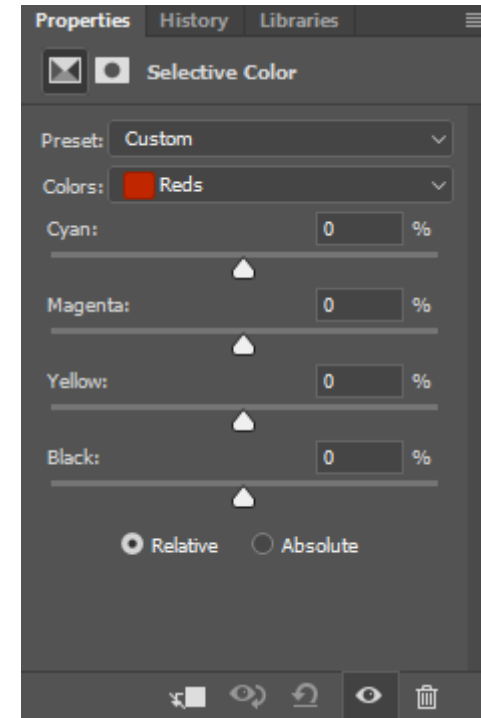 Properties History Libraries
Selective Color
Preset: Custom
Colors: Reds
Cyan: 0 %
Magenta: 0 %
Yellow: 0 %
Black: 0 %
Relative Absolute